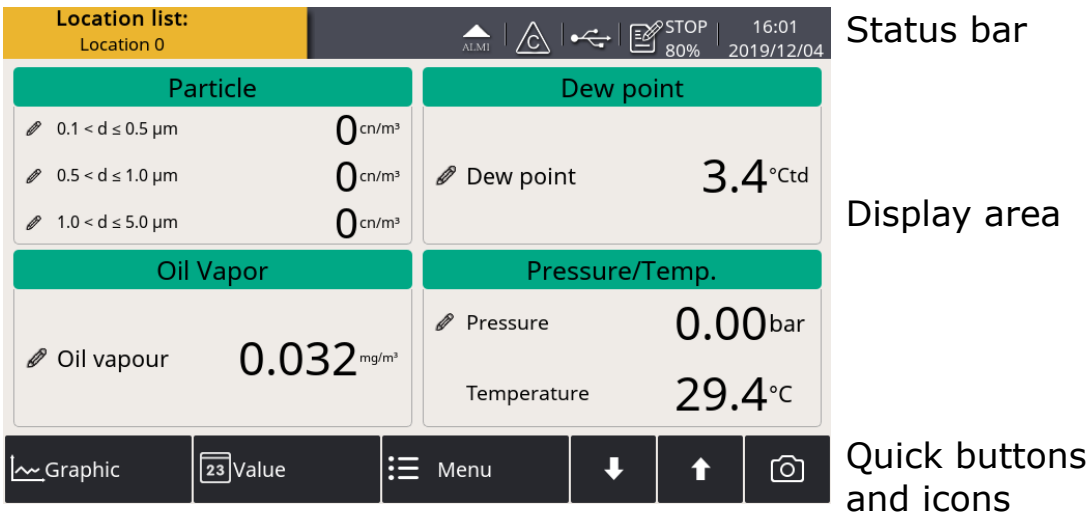 Location list:
Location 0
ALM1
C
STOP
80%
16:01
2019/12/04
Status bar
Particle
0.1 < d ≤ 0.5 µm 0 cn/m³
0.5 < d ≤ 1.0 µm 0 cn/m³
1.0 < d ≤ 5.0 µm 0 cn/m³
Dew point
Dew point 3.4 °Ctd
Display area
Oil Vapor
Oil vapour 0.032 mg/m³
Pressure/Temp.
Pressure 0.00 bar
Temperature 29.4 °C
Graphic
23 Value
Menu
Quick buttons
and icons